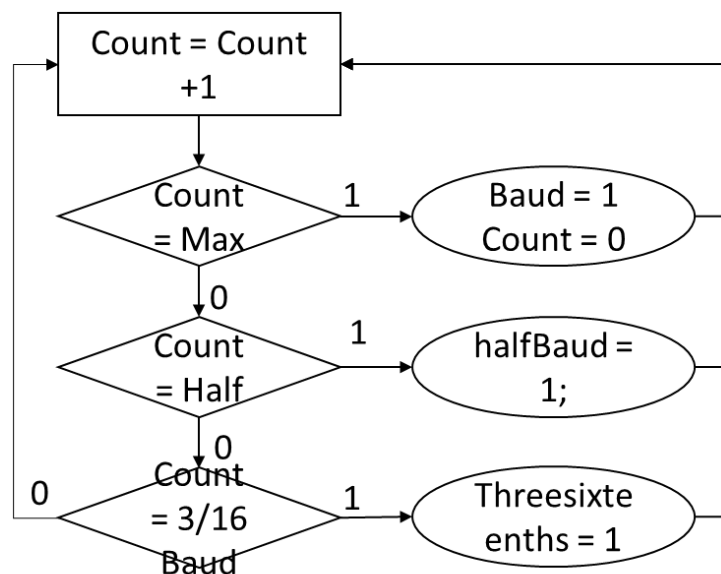 Count = Count
+1
Count
= Max
1
Baud = 1
Count = 0
0
Count
= Half
1
halfBaud =
1;
0
0
Count
= 3/16
Baud
1
Threesixte
enths = 1